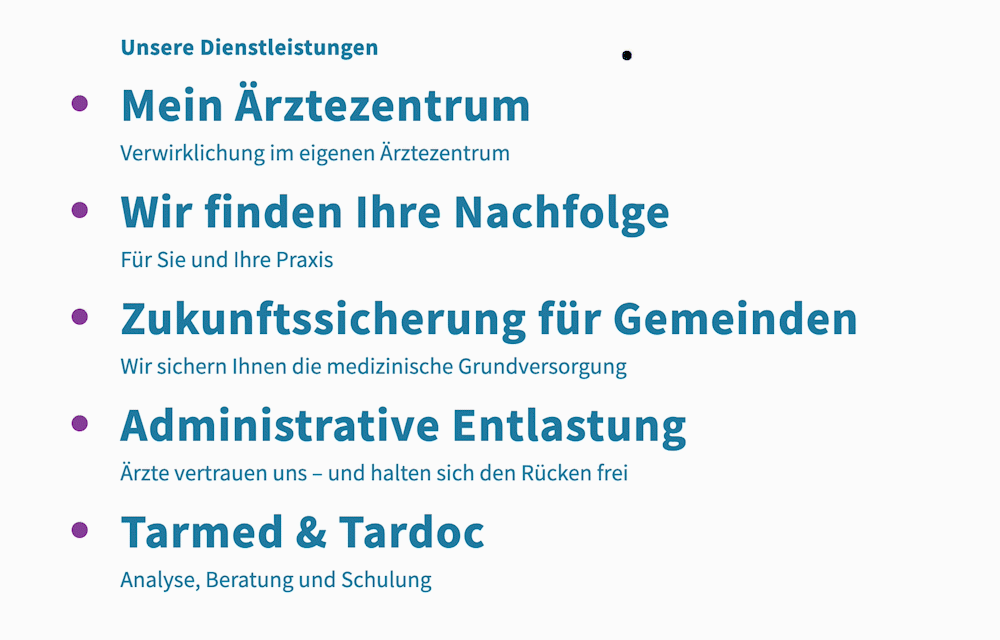 Unsere Dienstleistungen
Mein Ärztezentrum
Verwirklichung im eigenen Ärztezentrum
Wir finden Ihre Nachfolge
Für Sie und Ihre Praxis
Zukunftssicherung für Gemeinden
Wir sichern Ihnen die medizinische Grundversorgung
Administrative Entlastung
Ärzte vertrauen uns – und halten sich den Rücken frei
Tarmed & Tardoc
Analyse, Beratung und Schulung